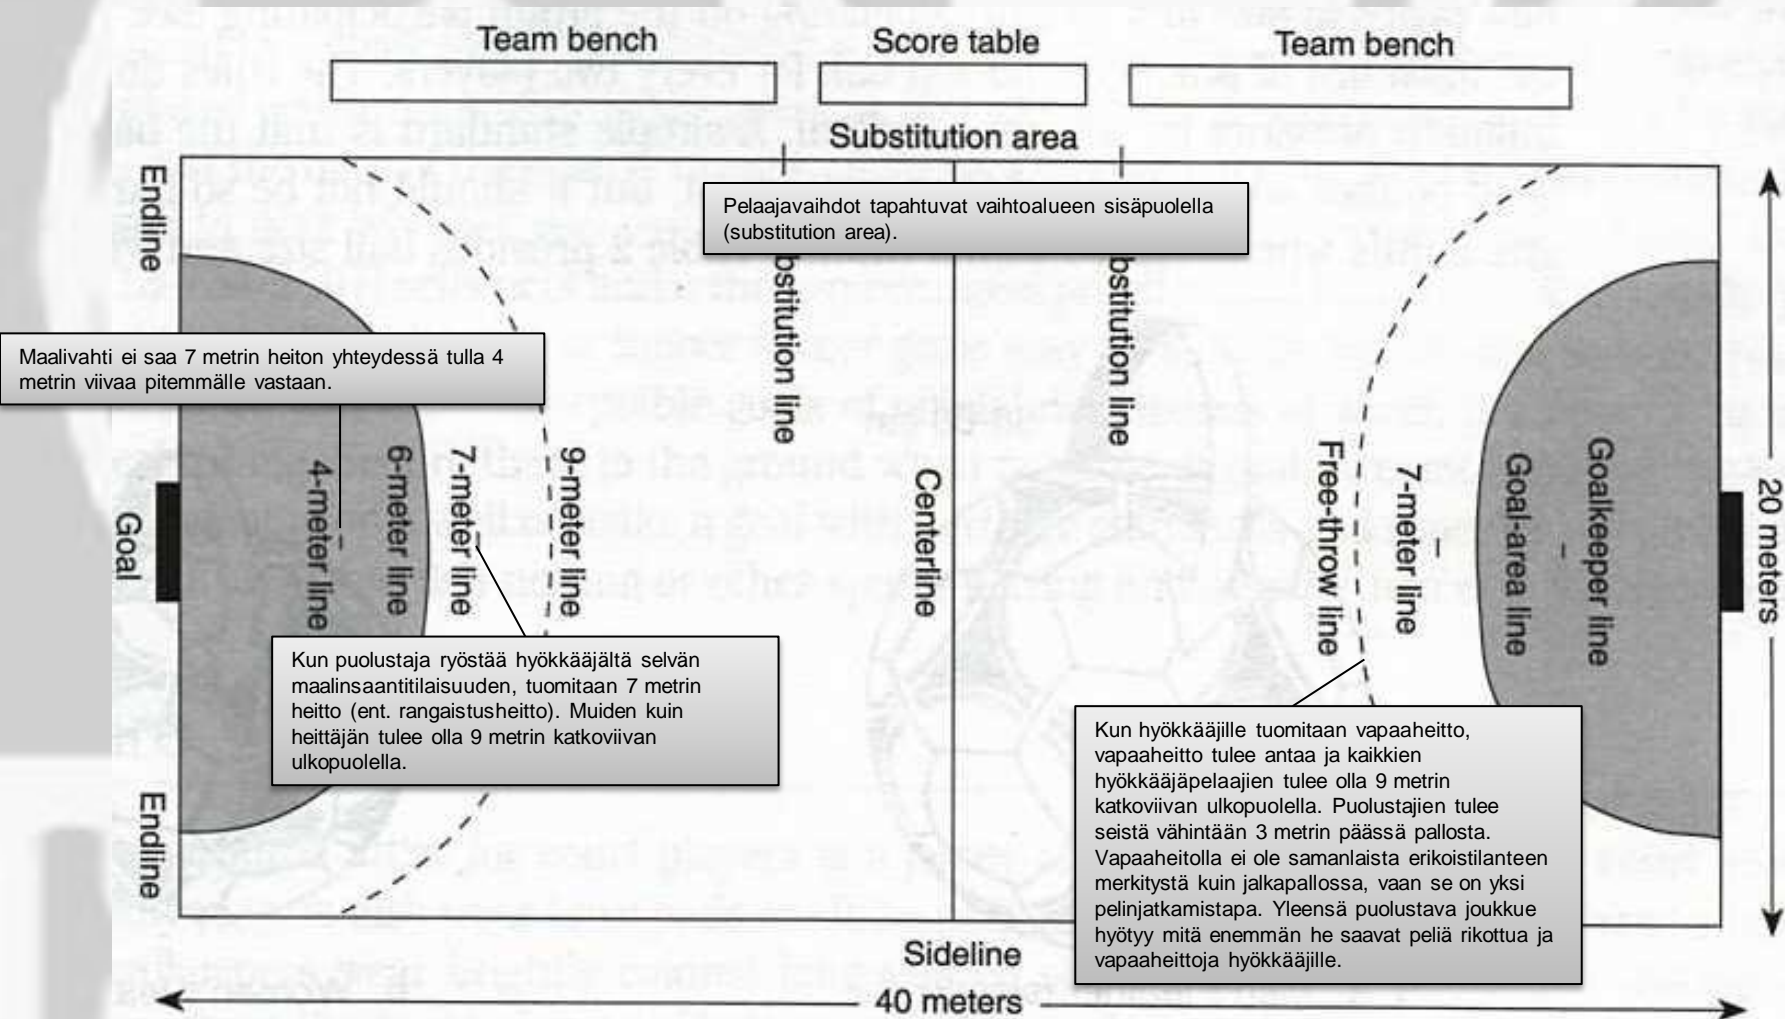 Team bench
Score table
Team bench
Substitution area
Endline
Pelaajavaihdot tapahtuvat vaihtoalueen sisäpuolella
(substitution area).
bstitution line
bstitution line
Maalivahti ei saa 7 metrin heiton yhteydessä tulla 4
metrin viivaa pitemmälle vastaan.
Goal
4-meter line
6-meter line
7-meter line
9-meter line
Centerline
Free-throw line
7-meter line
Goal-area line
Goalkeeper line
20 meters
Kun puolustaja ryöstää hyökkääjältä selvän
maalinsaantitilaisuuden, tuomitaan 7 metrin
heitto (ent. rangaistusheitto). Muiden kuin
heittäjän tulee olla 9 metrin katkoviivan
ulkopuolella.
Kun hyökkääjille tuomitaan vapaaheitto,
vapaaheitto tulee antaa ja kaikkien
hyökkääjäpelaajien tulee olla 9 metrin
katkoviivan ulkopuolella. Puolustajien tulee
seistä vähintään 3 metrin päässä pallosta.
Vapaaheitolla ei ole samanlaista erikoistilanteen
merkitystä kuin jalkapallossa, vaan se on yksi
pelinjatkamistapa. Yleensä puolustava joukkue
hyötyy mitä enemmän he saavat peliä rikottua ja
vapaaheittoja hyökkääjille.
Endline
Sideline
40 meters